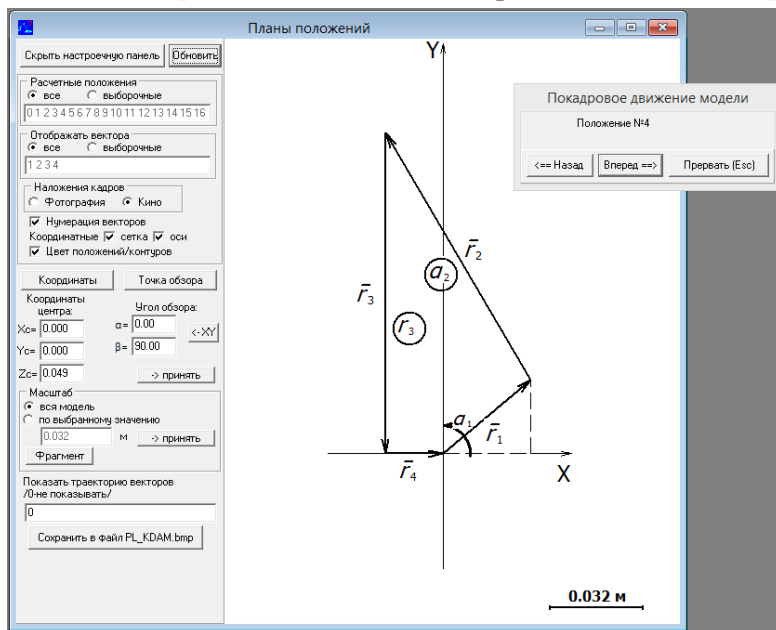 Планы положений
Скрыть настроечную панель
Обновить
Расчетные положения
все
выборочные
0 1 2 3 4 5 6 7 8 9 10 11 12 13 14 15 16
Отображать вектора
все
выборочные
1 2 3 4
Наложения кадров
Фотография
Кино
Нумерация векторов
Координатные
сетка
оси
Цвет положений/контуров
Координаты
Точка обзора
Координаты
центра:
Угол обзора:
Xc= 0.000
α= 0.00
<-XY
Yc= 0.000
β= 90.00
Zc= 0.049
-> принять
Масштаб
вся модель
по выбранному значению
0.032
м
-> принять
Фрагмент
Показать траекторию векторов
/0-не показывать/
0
Сохранить в файл PL_KDAM.bmp
Y
r̄₂
a₂
r̄₃
r₃
a₁
r̄₁
r̄₄
X
0.032 м
Покадровое движение модели
Положение №4
<== Назад
Вперед ==>
Прервать (Esc)